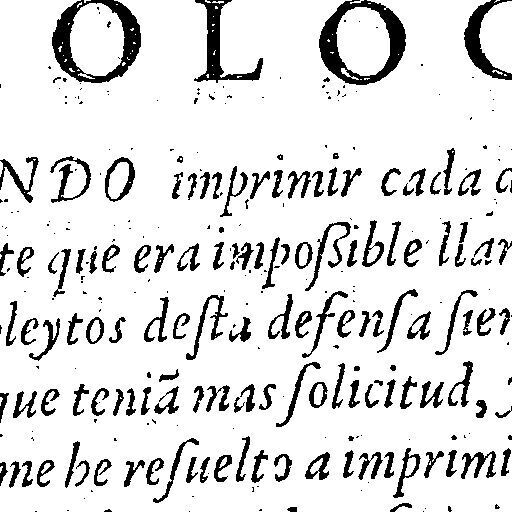 OLOG
NDO imprimir cada
te que era impoßible llar
leytos deſta defenſa ſien
que teniã mas ſolicitud, y
me he reſuelto a imprimi